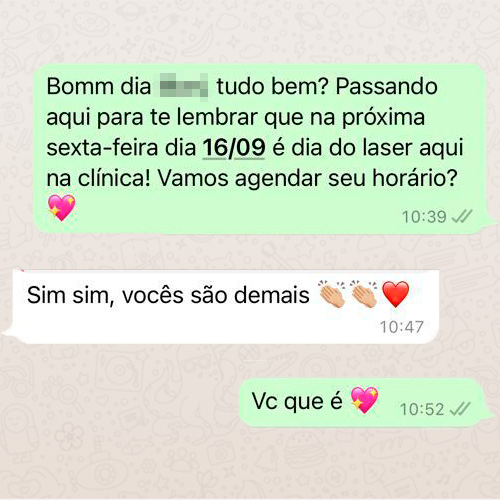 Bomm dia tudo bem? Passando
aqui para te lembrar que na próxima
sexta-feira dia 16/09 é dia do laser aqui
na clínica! Vamos agendar seu horário?
💖
10:39
Sim sim, vocês são demais 👏🏼👏🏼❤️
10:47
Vc que é 💖 10:52